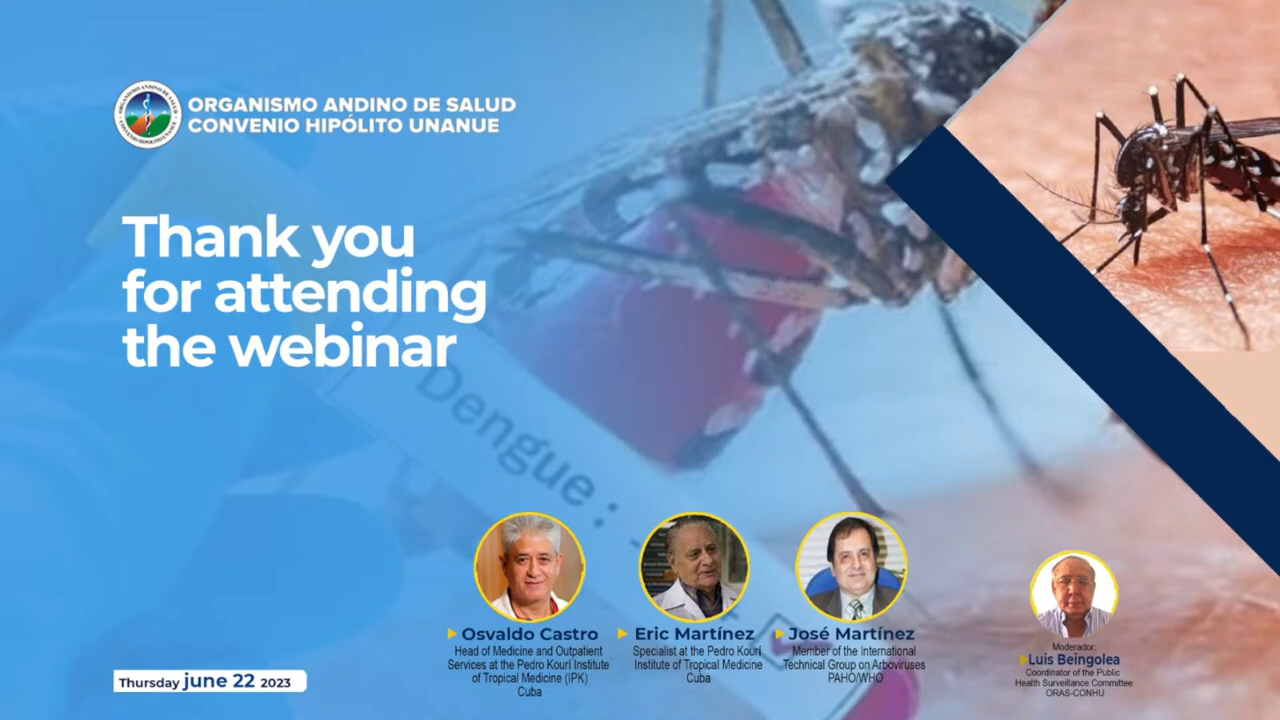 ORGANISMO ANDINO DE SALUD
CONVENIO HIPÓLITO UNANUE
Thank you
for attending
the webinar
Dengue :
Osvaldo Castro
Head of Medicine and Outpatient
Services at the Pedro Kourí Institute
of Tropical Medicine (IPK)
Cuba
Eric Martínez
Specialist at the Pedro Kourí
Institute of Tropical Medicine
Cuba
José Martínez
Member of the International
Technical Group on Arboviruses
PAHO/WHO
Moderador:
Luis Beingolea
Coordinator of the Public
Health Surveillance Committee
ORAS-CONHU
Thursday june 22 2023